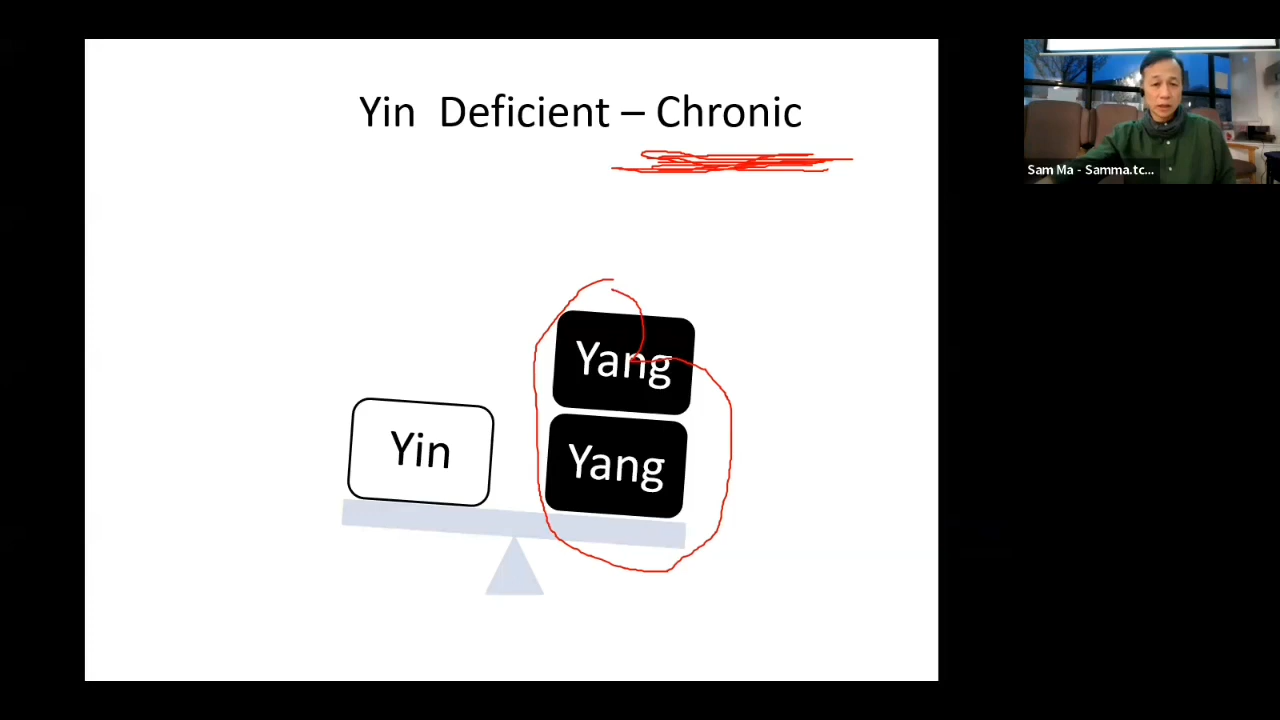 Yin Deficient – Chronic
Yang
Yin
Yang
Sam Ma - Samma.tc...